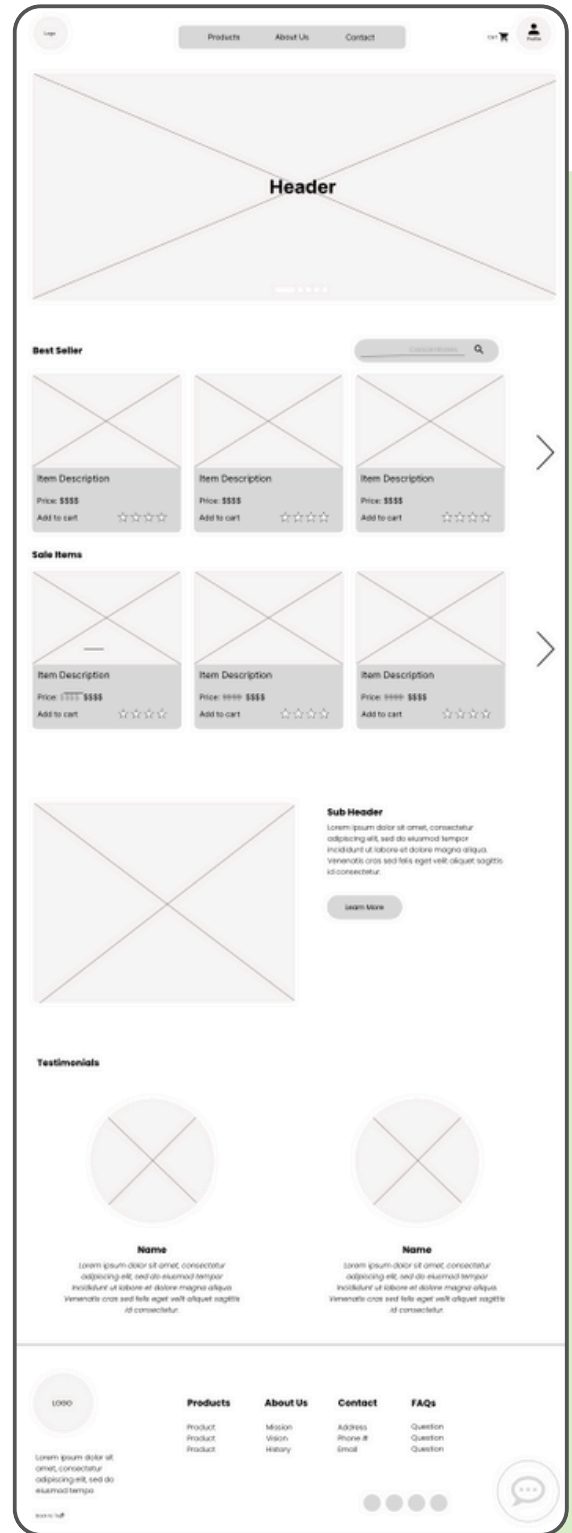 Logo
Products About Us Contact
Cart
Profile
Header
Best Seller
Item Description Item Description Item Description
Price: $$$$ Price: $$$$ Price: $$$$
Add to cart Add to cart Add to cart
Sale Items
Item Description Item Description Item Description
Price: $$$$ $$$$ Price: $$$$ $$$$ Price: $$$$ $$$$
Add to cart Add to cart Add to cart
Sub Header
Lorem ipsum dolor sit amet, consectetur
adipiscing elit, sed do eiusmod tempor
incididunt ut labore et dolore magna aliqua.
Venenatis cras sed felis eget velit aliquet sagittis
id consectetur.
Learn More
Testimonials
Name
Lorem ipsum dolor sit amet, consectetur
adipiscing elit, sed do eiusmod tempor
incididunt ut labore et dolore magna aliqua.
Venenatis cras sed felis eget velit aliquet sagittis
id consectetur.
Name
Lorem ipsum dolor sit amet, consectetur
adipiscing elit, sed do eiusmod tempor
incididunt ut labore et dolore magna aliqua.
Venenatis cras sed felis eget velit aliquet sagittis
id consectetur.
LOGO
Lorem ipsum dolor sit
amet, consectetur
adipiscing elit, sed do
eiusmod tempo
Back to Top
Products About Us Contact FAQs
Product Mission Address Question
Product Vision Phone # Question
Product History Email Question